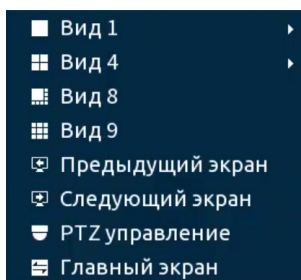 Вид 1
Вид 4
Вид 8
Вид 9
Предыдущий экран
Следующий экран
PTZ управление
Главный экран